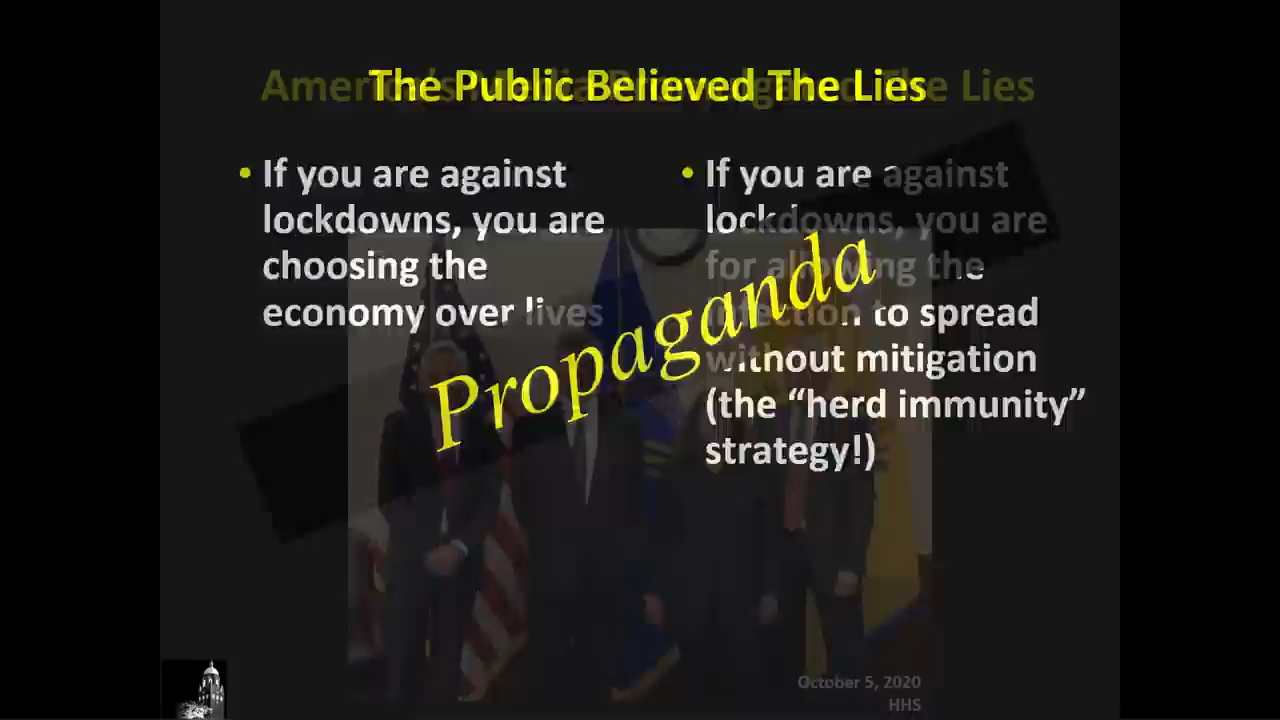 The Public Believed The Lies
• If you are against
lockdowns, you are
choosing the
economy over lives
• If you are against
lockdowns, you are
for allowing the
infection to spread
without mitigation
(the “herd immunity”
strategy!)
Propaganda
October 5, 2020
HHS